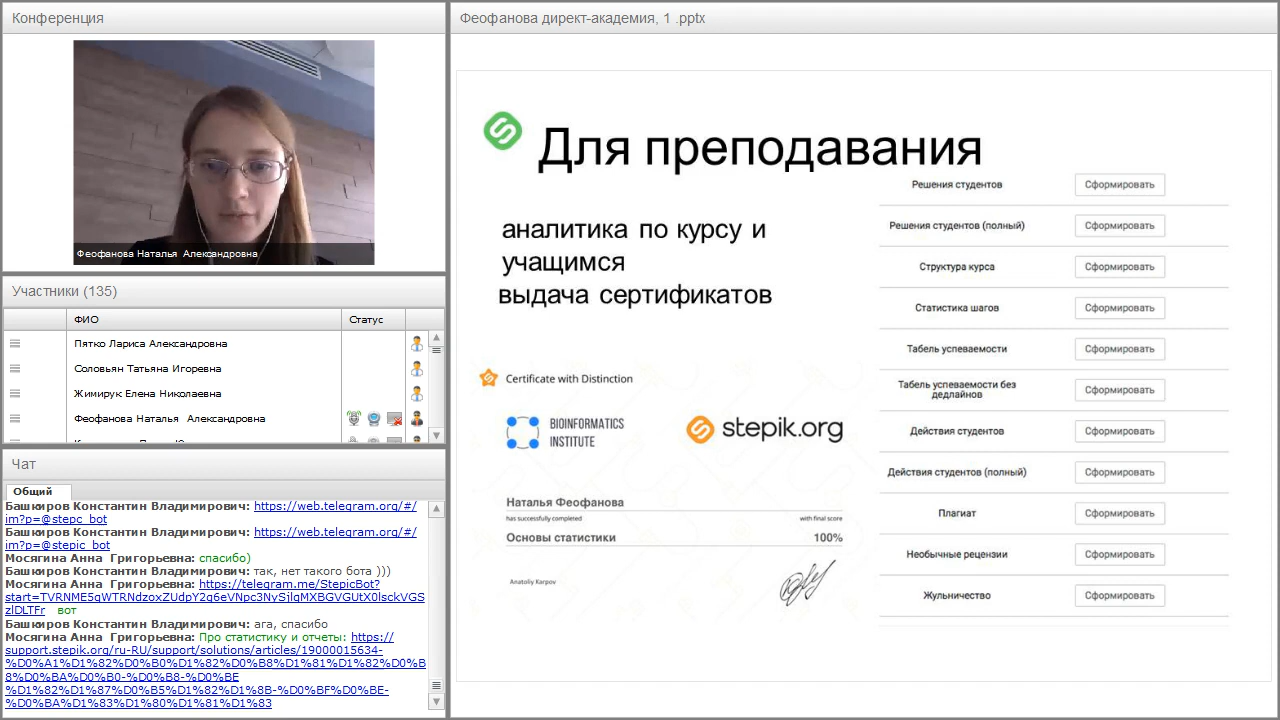 Конференция
Феофанова Наталья Александровна
Участники (135)
ФИО
Статус
Пятко Лариса Александровна
Соловьян Татьяна Игоревна
Жимирук Елена Николаевна
Феофанова Наталья Александровна
Чат
Общий
Башкиров Константин Владимирович: https://web.telegram.org/#/
im?p=@stepc_bot
Башкиров Константин Владимирович: https://web.telegram.org/#/
im?p=@stepic_bot
Мосягина Анна Григорьевна: спасибо)
Башкиров Константин Владимирович: так, нет такого бота )))
Мосягина Анна Григорьевна: https://telegram.me/StepicBot?
вот
Башкиров Константин Владимирович: ага, спасибо
Мосягина Анна Григорьевна: Про статистику и отчеты: https://
support.stepik.org/ru-RU/support/solutions/articles/19000015634-
%D0%A1%D1%82%D0%B0%D1%82%D0%B8%D1%81%D1%82%D0%B
8%D0%BA%D0%B0-%D0%B8-%D0%BE
%D1%82%D1%87%D0%B5%D1%82%D1%8B-%D0%BF%D0%BE-
%D0%BA%D1%83%D1%80%D1%81%D1%83
Феофанова директ-академия, 1 .pptx
Для преподавания
аналитика по курсу и
учащимся
выдача сертификатов
Certificate with Distinction
BIOINFORMATICS
INSTITUTE
stepik.org
Наталья Феофанова
has successfully completed
with final score
Основы статистики
100%
Anatoliy Karpov
Решения студентов
Сформировать
Решения студентов (полный)
Сформировать
Структура курса
Сформировать
Статистика шагов
Сформировать
Табель успеваемости
Сформировать
Табель успеваемости без
дедлайнов
Сформировать
Действия студентов
Сформировать
Действия студентов (полный)
Сформировать
Плагиат
Сформировать
Необычные рецензии
Сформировать
Жульничество
Сформировать